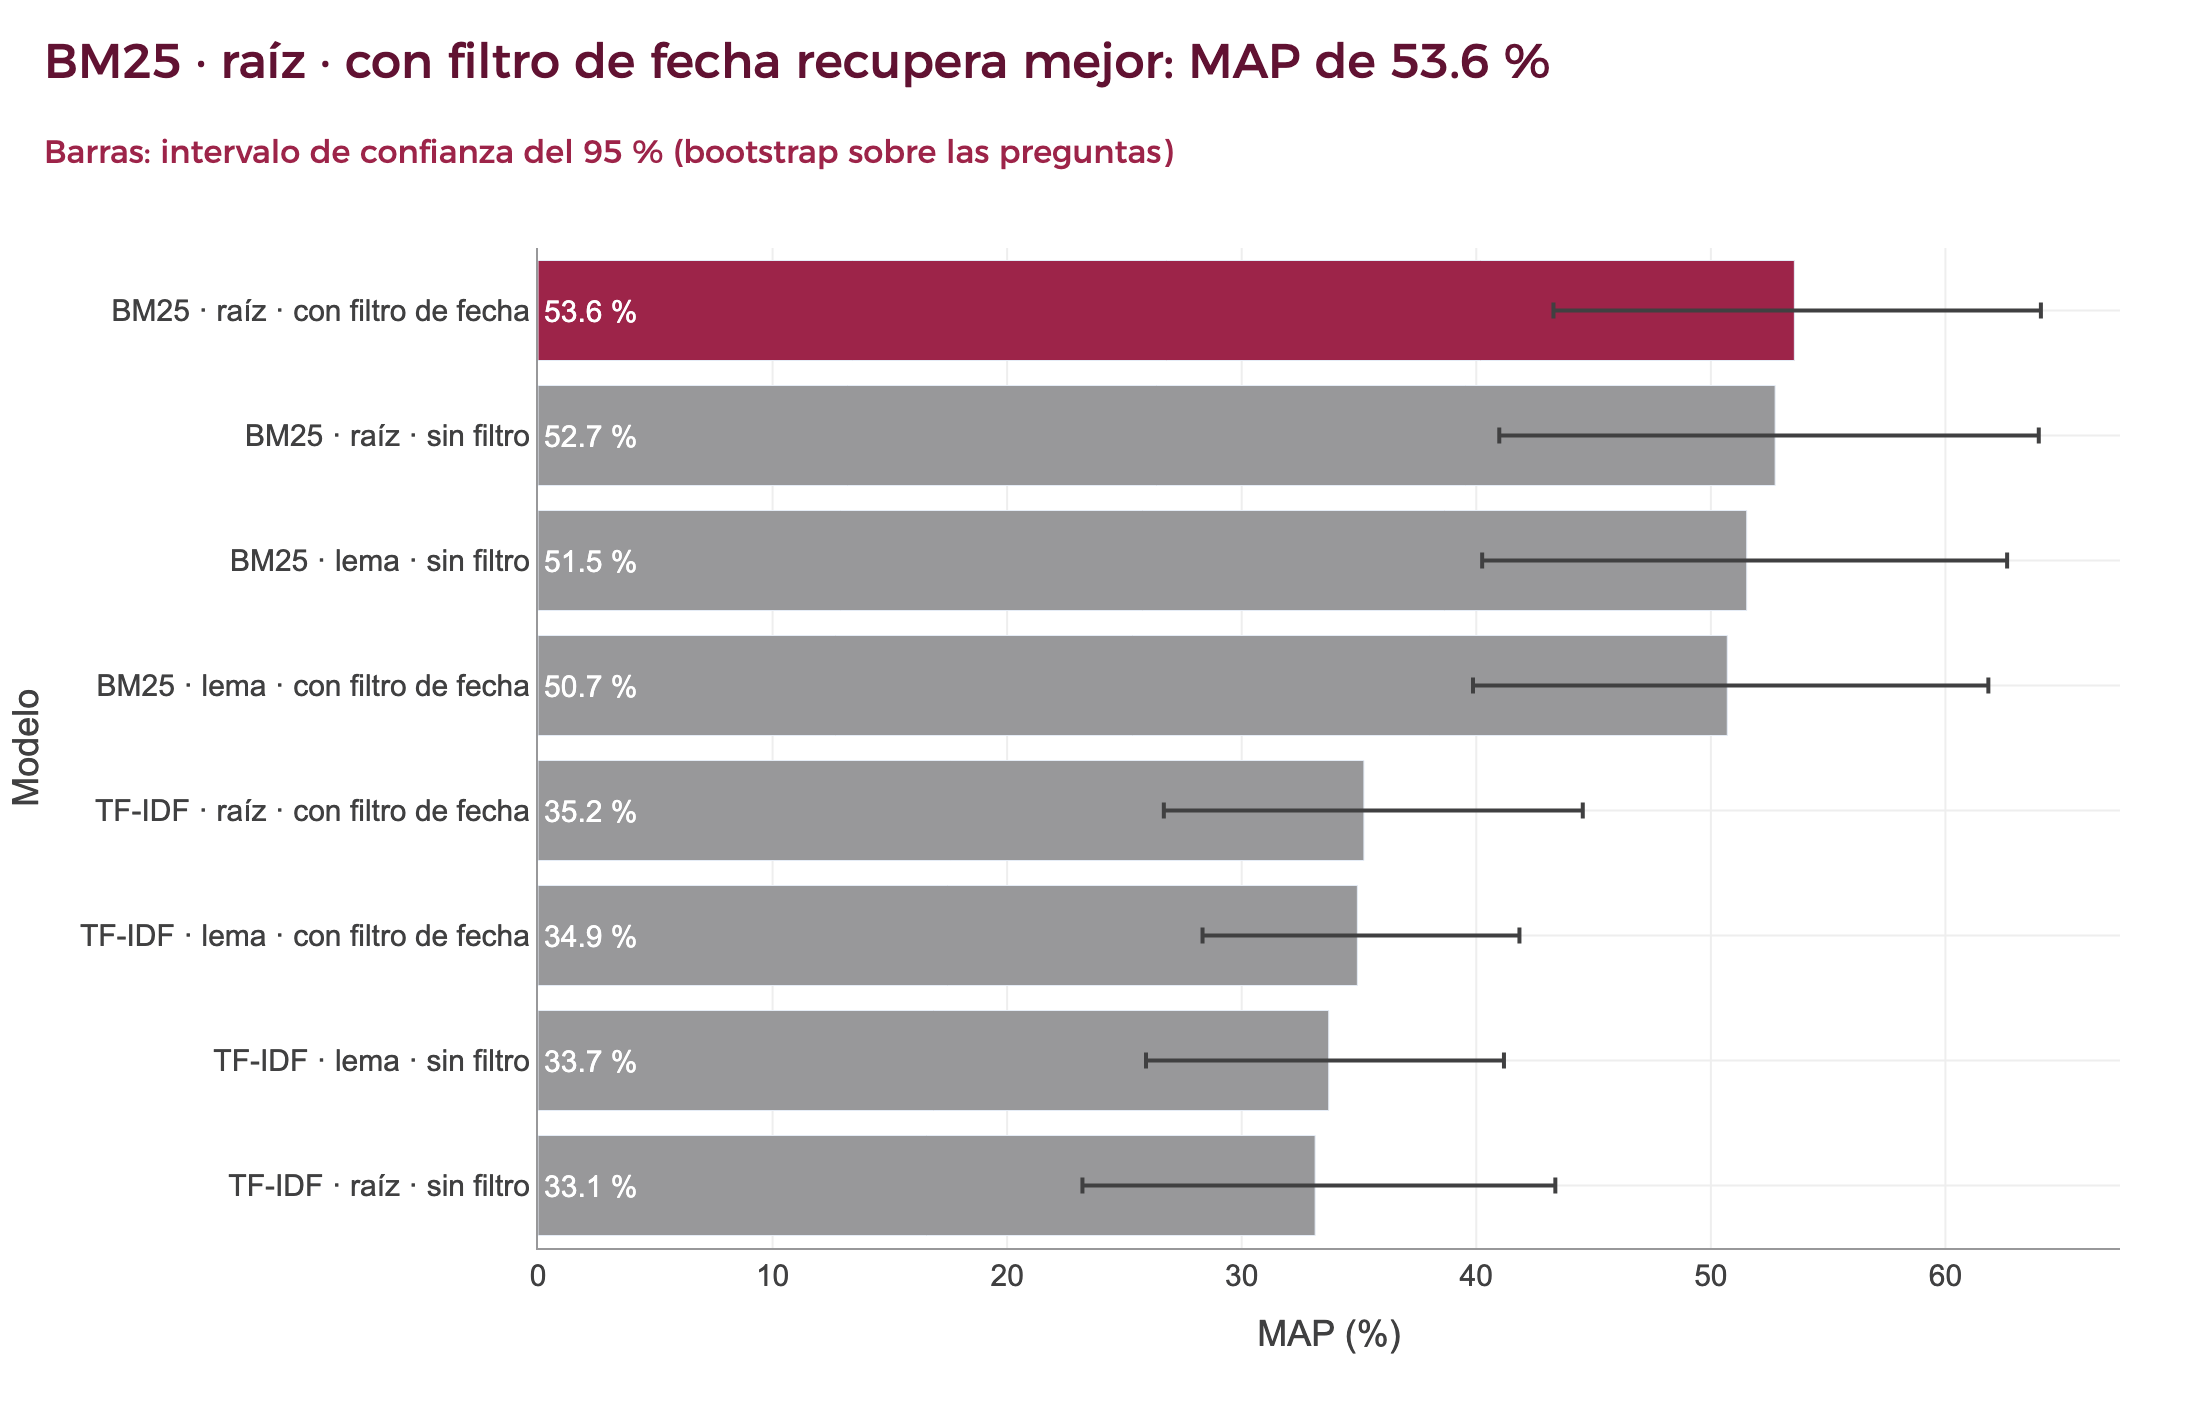 BM25 · raíz · con filtro de fecha recupera mejor: MAP de 53.6 %
Barras: intervalo de confianza del 95 % (bootstrap sobre las preguntas)
Modelo
BM25 · raíz · con filtro de fecha 53.6 %
BM25 · raíz · sin filtro 52.7 %
BM25 · lema · sin filtro 51.5 %
BM25 · lema · con filtro de fecha 50.7 %
TF-IDF · raíz · con filtro de fecha 35.2 %
TF-IDF · lema · con filtro de fecha 34.9 %
TF-IDF · lema · sin filtro 33.7 %
TF-IDF · raíz · sin filtro 33.1 %
0 10 20 30 40 50 60
MAP (%)